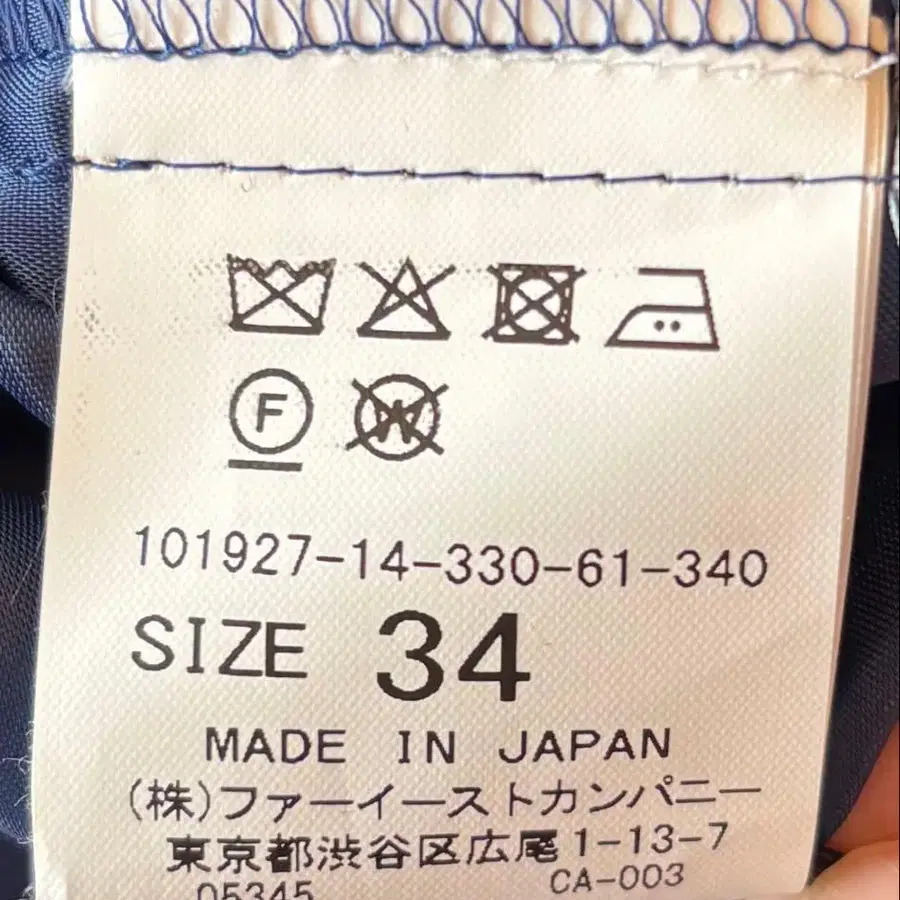 F W
101927-14-330-61-340
SIZE 34
MADE IN JAPAN
(株)ファーイーストカンパニー
東京都渋谷区広尾1-13-7
05345 CA-003